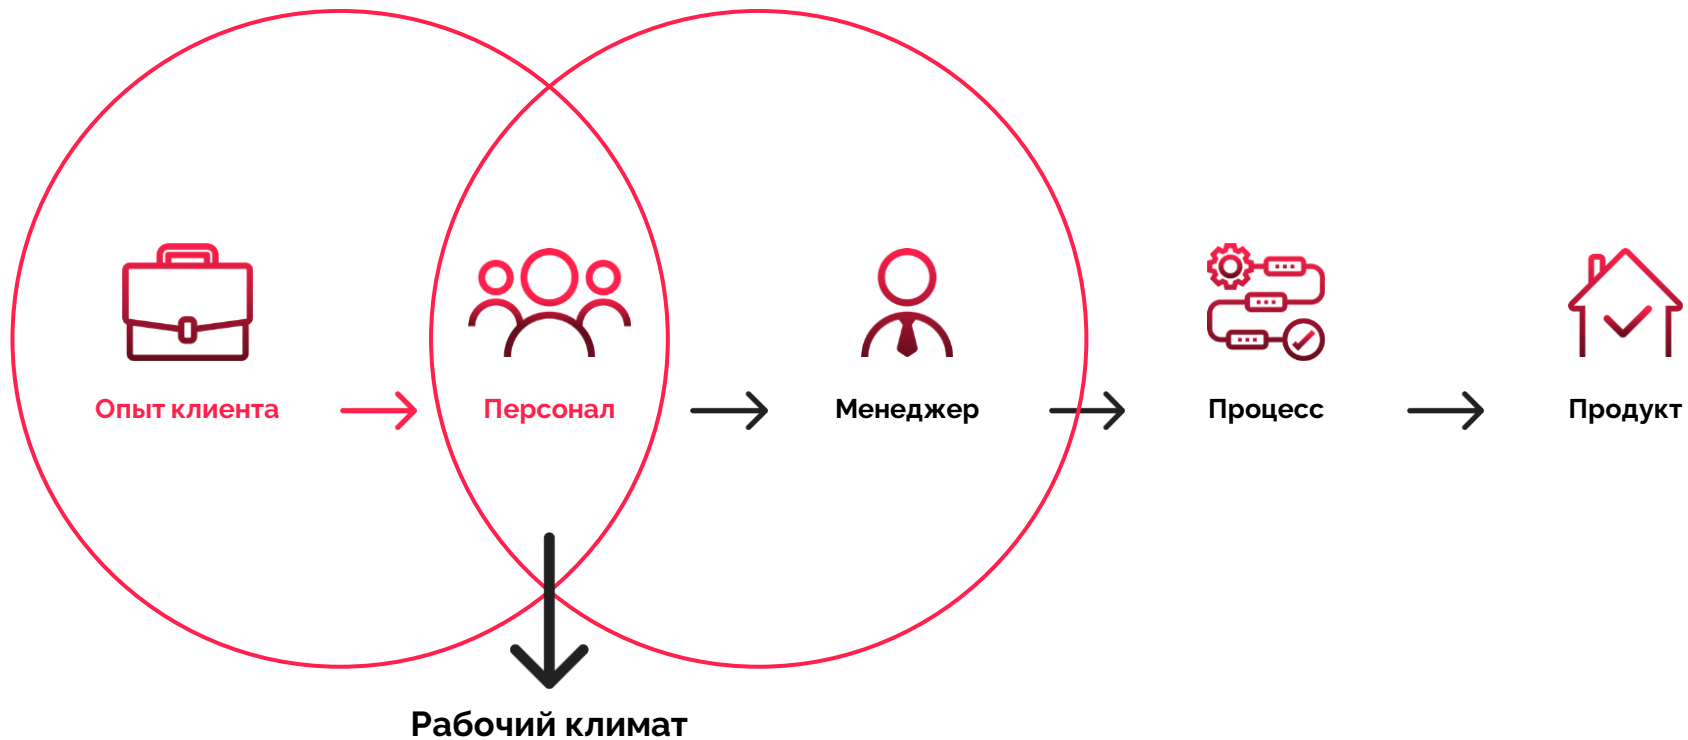 Опыт клиента
Персонал
Менеджер
Процесс
Продукт
Рабочий климат